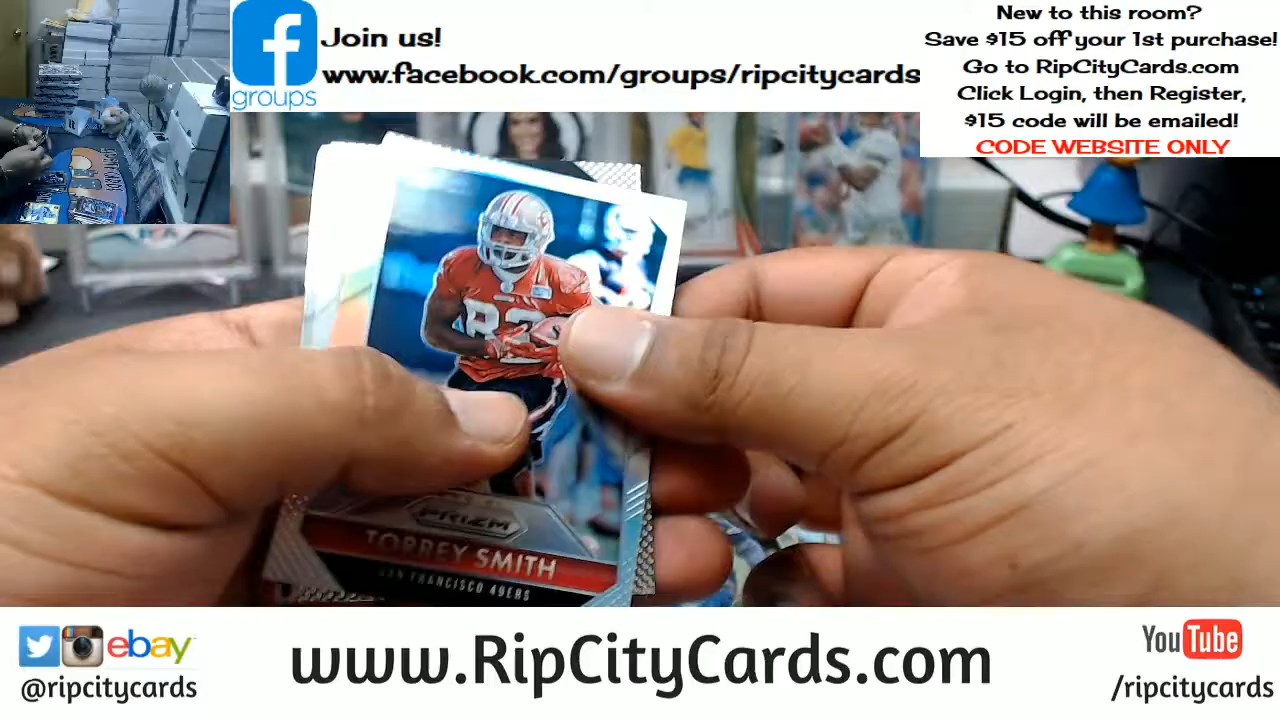 Join us!
www.facebook.com/groups/ripcitycards
groups
New to this room?
Save $15 off your 1st purchase!
Go to RipCityCards.com
Click Login, then Register,
$15 code will be emailed!
CODE WEBSITE ONLY
82
PRIZM
TORREY SMITH
SAN FRANCISCO 49ERS
ebay
@ripcitycards
www.RipCityCards.com
YouTube
/ripcitycards